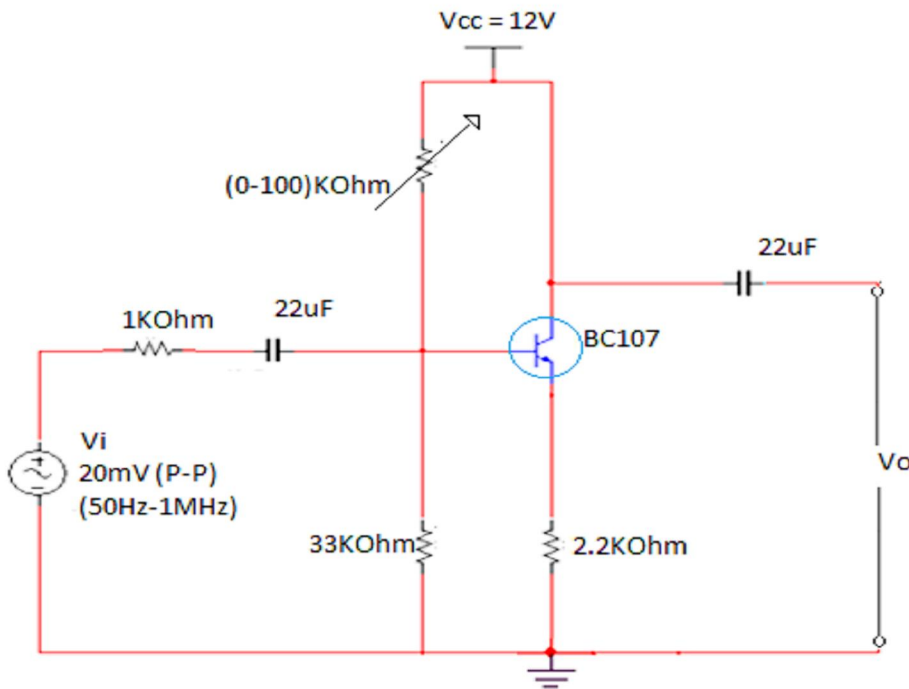 Vcc = 12V
(0-100)KOhm
22uF
1KOhm
22uF
BC107
Vi
20mV (P-P)
(50Hz-1MHz)
Vo
33KOhm
2.2KOhm